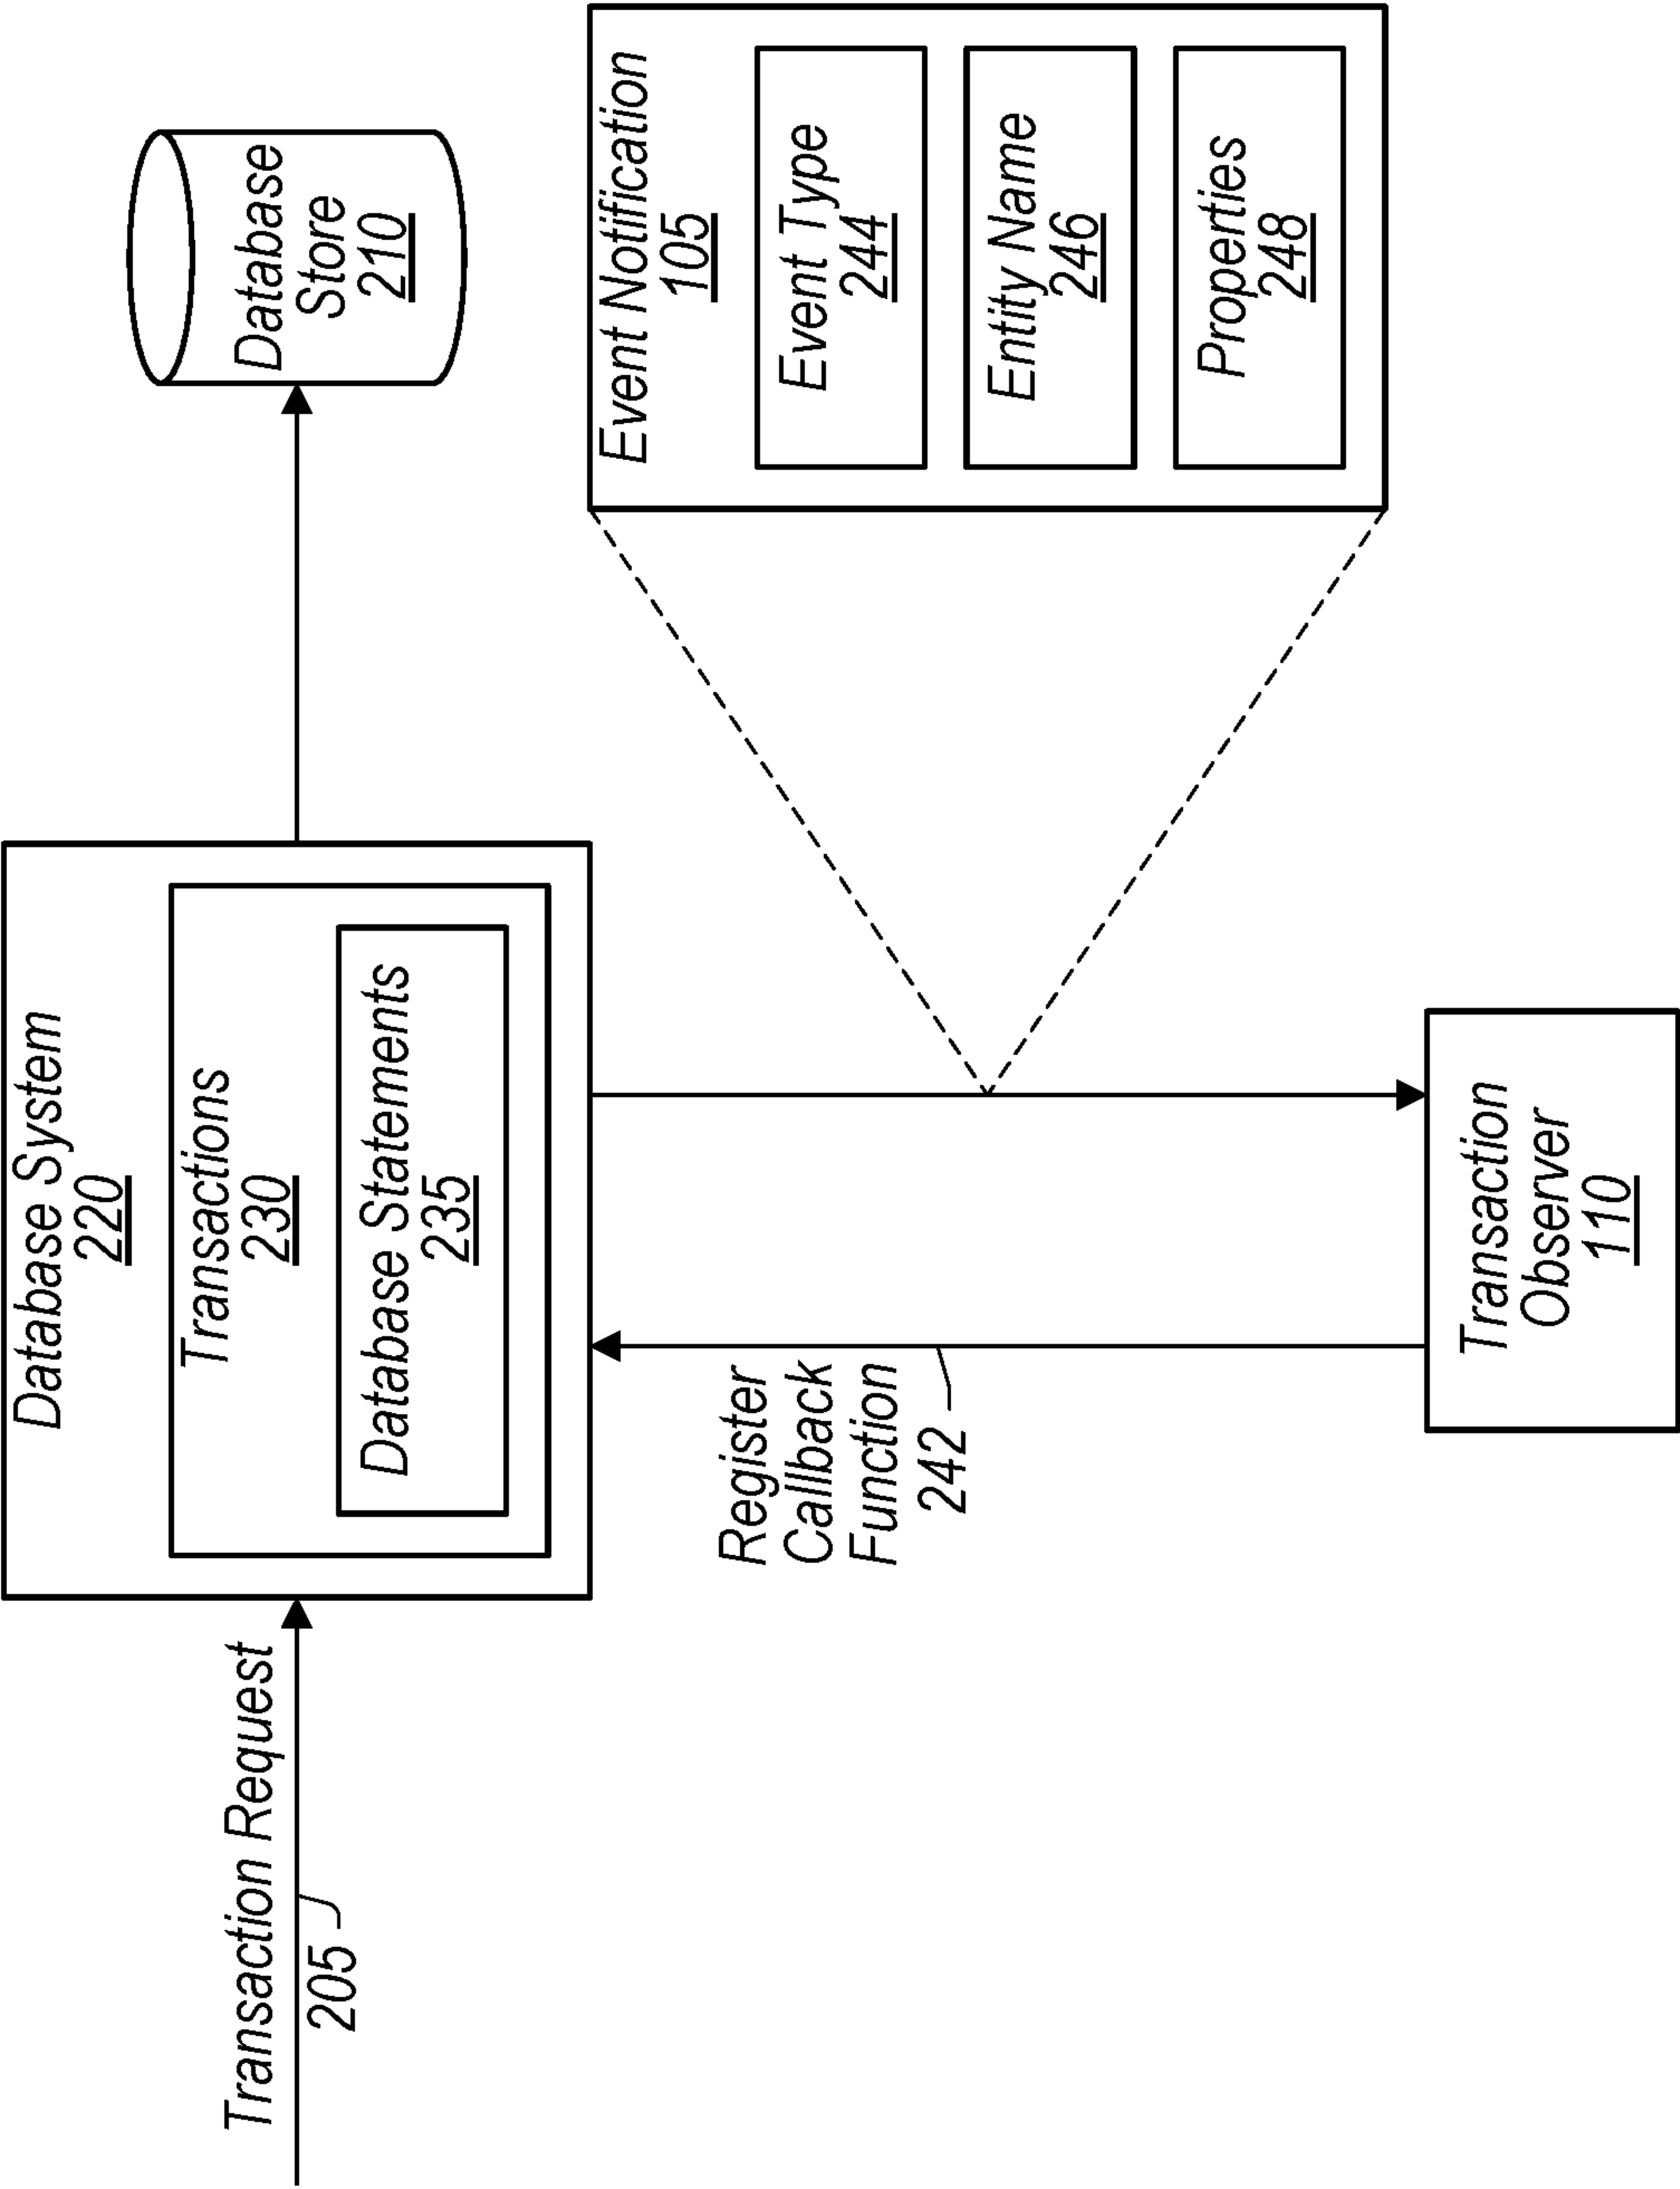 Transaction Request
205
Database System
220
Transactions
230
Database Statements
235
Database
Store
210
Register
Callback
Function
242
Event Notification
105
Event Type
244
Entity Name
246
Properties
248
Transaction
Observer
110